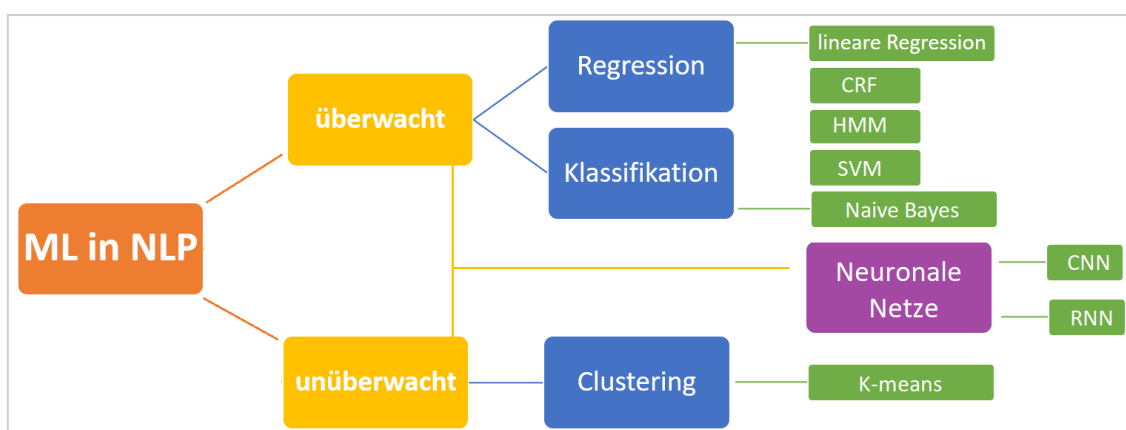 ML in NLP
überwacht
unüberwacht
Regression
Klassifikation
Clustering
lineare Regression
CRF
HMM
SVM
Naive Bayes
Neuronale
Netze
CNN
RNN
K-means